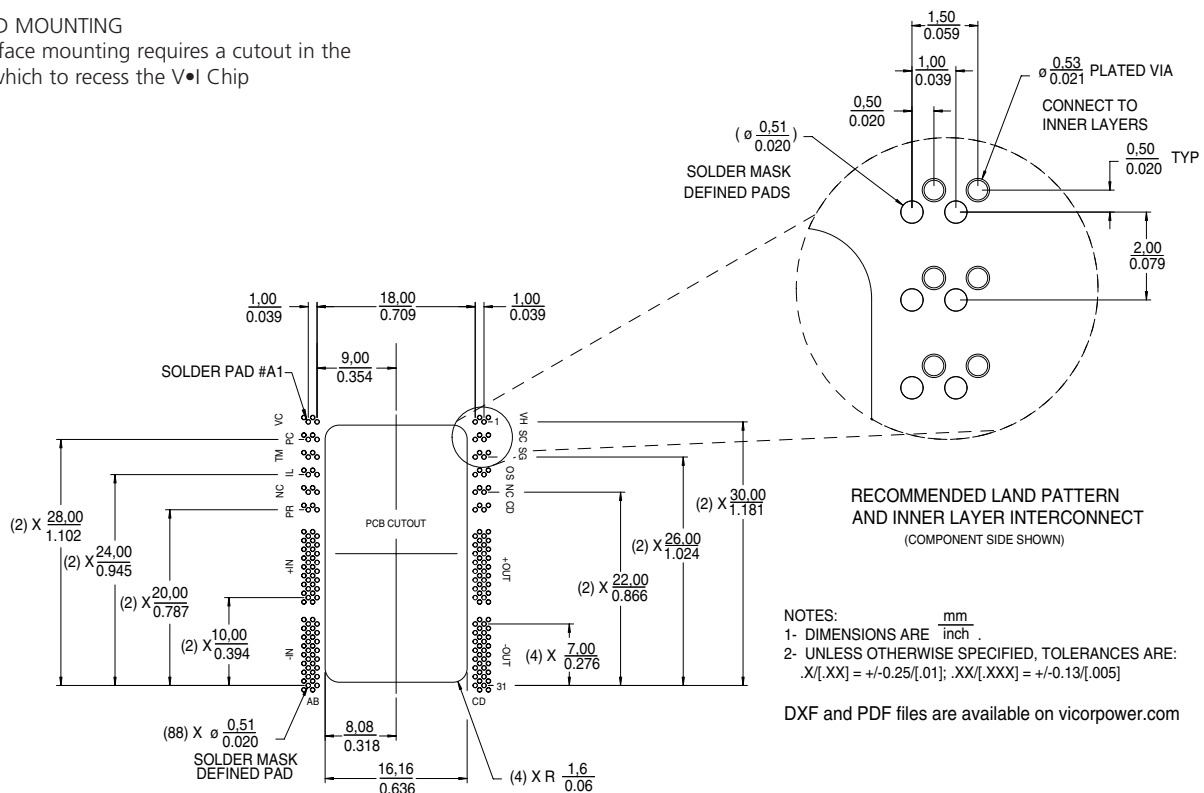 D MOUNTING
face mounting requires a cutout in the
which to recess the V•I Chip
1,50
0.059
1,00
0.039
0,50
0.020
ø 0,53
0.021 PLATED VIA
CONNECT TO
INNER LAYERS
( ø 0,51 )
0.020
SOLDER MASK
DEFINED PADS
0,50
0.020 TYP
2,00
0.079
1,00
0.039
18,00
0.709
1,00
0.039
9,00
0.354
SOLDER PAD #A1
VC
PC
TM
IL
NC
PR
+IN
-IN
1
VH
SC
SG
OS
NC
CD
+OUT
-OUT
31
PCB CUTOUT
(2) X 28,00
1.102
(2) X 24,00
0.945
(2) X 20,00
0.787
(2) X 10,00
0.394
(2) X 30,00
1.181
(2) X 26,00
1.024
(2) X 22,00
0.866
(4) X 7,00
0.276
AB
CD
(88) X ø 0,51
0.020
SOLDER MASK
DEFINED PAD
8,08
0.318
16,16
0.636
(4) X R 1,6
0.06
RECOMMENDED LAND PATTERN
AND INNER LAYER INTERCONNECT
(COMPONENT SIDE SHOWN)
NOTES:
1- DIMENSIONS ARE mm
inch .
2- UNLESS OTHERWISE SPECIFIED, TOLERANCES ARE:
.X/[.XX] = +/-0.25/[.01]; .XX/[.XXX] = +/-0.13/[.005]
DXF and PDF files are available on vicorpower.com